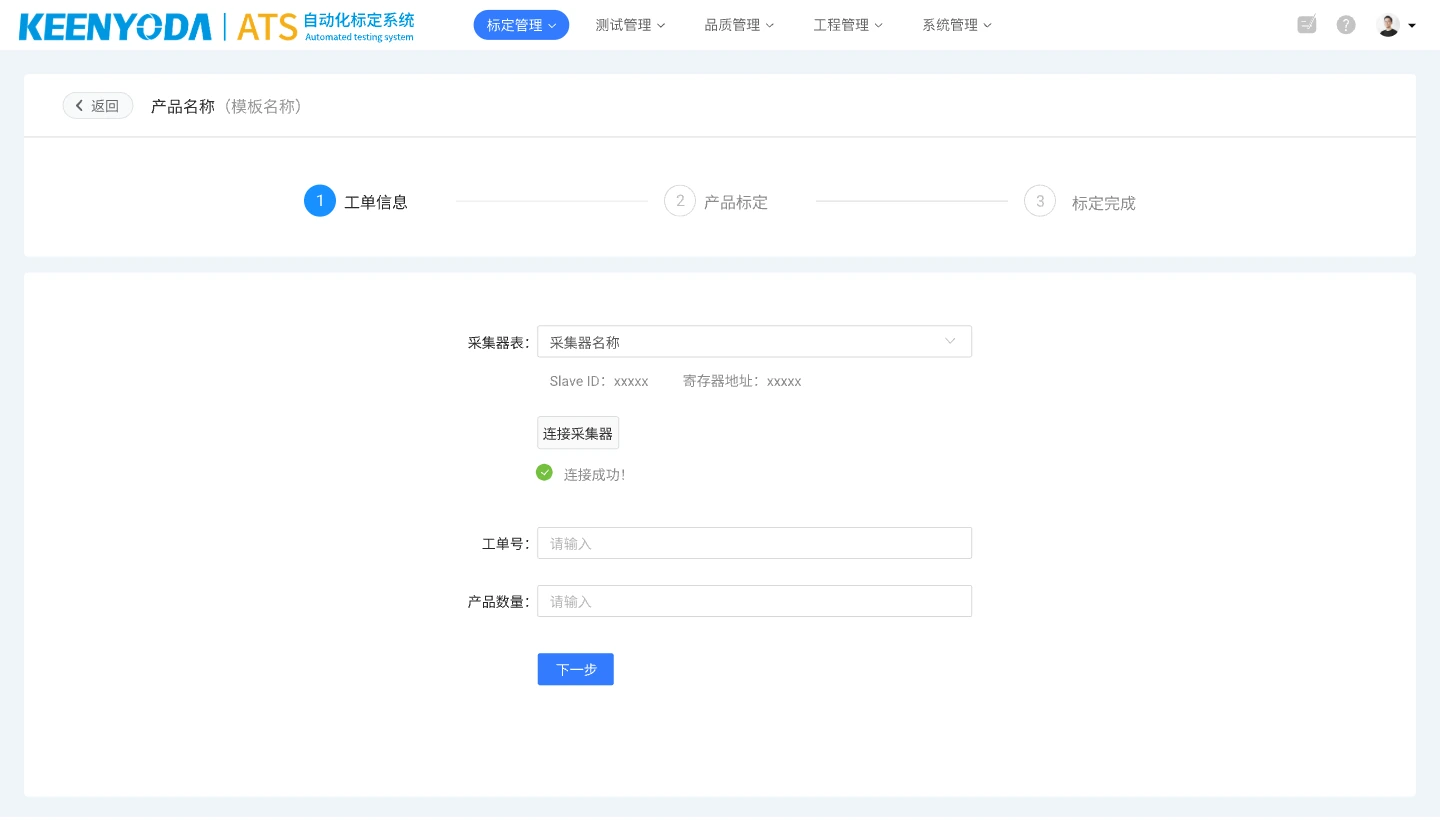 KEENYODA ATS 自动化标定系统 标定管理 测试管理 品质管理 工程管理 系统管理 ?
Automated testing system
返回 产品名称（模板名称）
1 工单信息 2 产品标定 3 标定完成
采集器表： 采集器名称
Slave ID：xxxxx 寄存器地址：xxxxx
连接采集器
连接成功！
工单号： 请输入
产品数量： 请输入
下一步